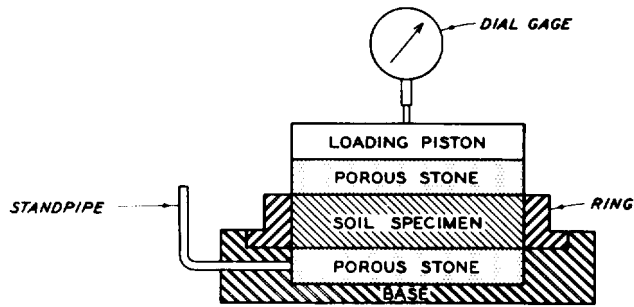 DIAL GAGE
LOADING PISTON
POROUS STONE
STANDPIPE
SOIL SPECIMEN
RING
POROUS STONE
BASE